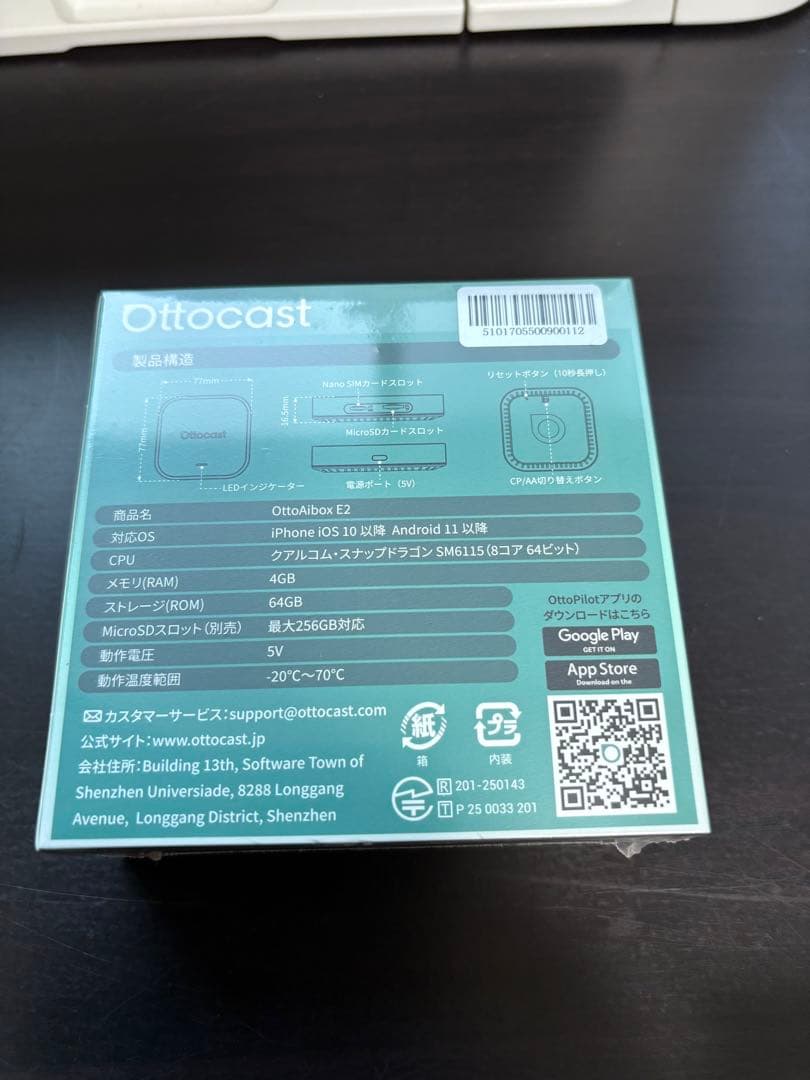 Ottocast
5101705500900112
製品構造
77mm
77mm
Ottocast
LEDインジケーター
Nano SIMカードスロット
16.5mm
MicroSDカードスロット
電源ポート（5V）
リセットボタン（10秒長押し）
CP/AA切り替えボタン
商品名 OttoAibox E2
対応OS iPhone iOS 10 以降 Android 11 以降
CPU クアルコム・スナップドラゴン SM6115（8コア 64ビット）
メモリ(RAM) 4GB
ストレージ(ROM) 64GB
MicroSDスロット（別売） 最大256GB対応
動作電圧 5V
動作温度範囲 -20℃～70℃
OttoPilotアプリの
ダウンロードはこちら
Google Play
GET IT ON
App Store
Download on the
カスタマーサービス：support@ottocast.com
公式サイト：www.ottocast.jp
会社住所：Building 13th, Software Town of
Shenzhen Universiade, 8288 Longgang
Avenue, Longgang District, Shenzhen
紙
箱
プラ
内装
R 201-250143
T P 25 0033 201